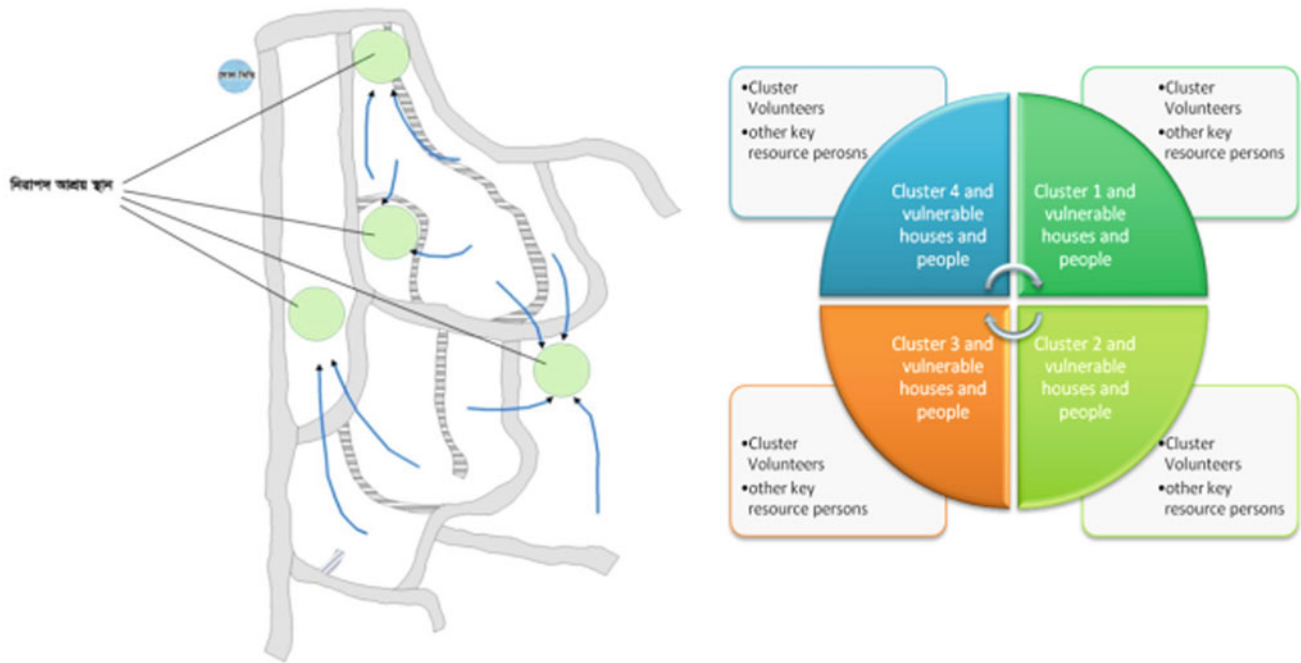 নিরাপদ আশ্রয় স্থান
•Cluster
Volunteers
•other key
resource perosns
•Cluster
Volunteers
•other key
resource persons
Cluster 4 and
vulnerable
houses and
people
Cluster 1 and
vulnerable
houses and
people
Cluster 3 and
vulnerable
houses and
people
Cluster 2 and
vulnerable
houses and
people
•Cluster
Volunteers
•other key
resource persons
•Cluster
Volunteers
•other key
resource persons